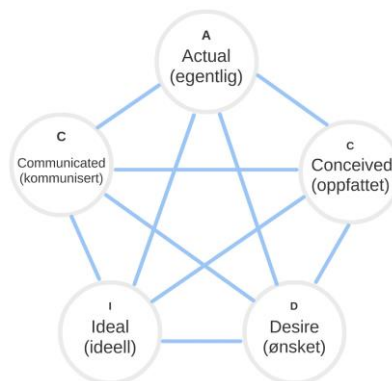 A
Actual
(egentlig)
C
Communicated
(kommunisert)
C
Conceived
(oppfattet)
I
Ideal
(ideell)
D
Desire
(ønsket)